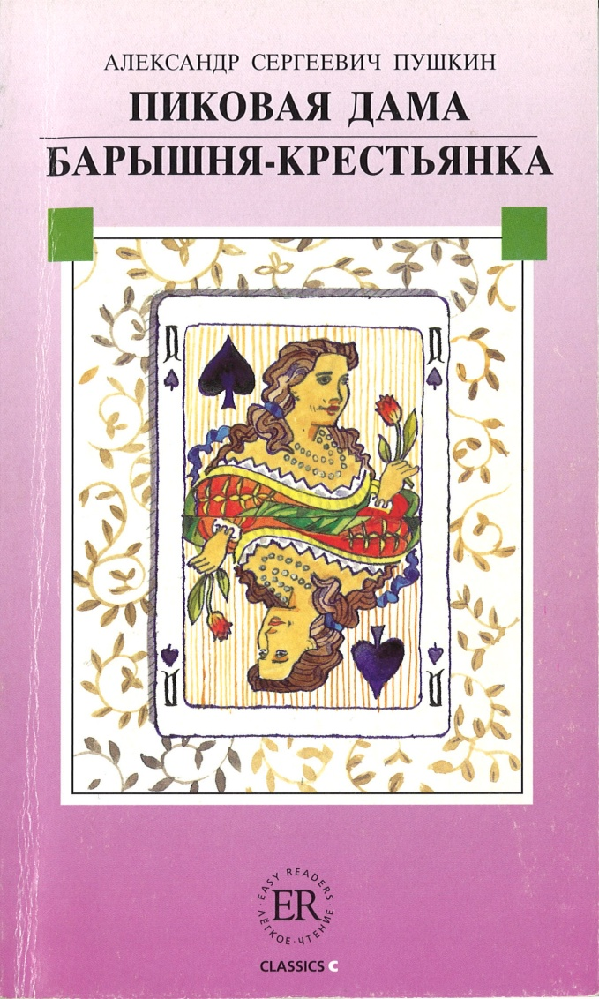 АЛЕКСАНДР СЕРГЕЕВИЧ ПУШКИН
ПИКОВАЯ ДАМА
БАРЫШНЯ-КРЕСТЬЯНКА
Д Д
Д Д
· EASY READERS ·
ER
ЛЁГКОЕ · ЧТЕНИЕ
CLASSICS C